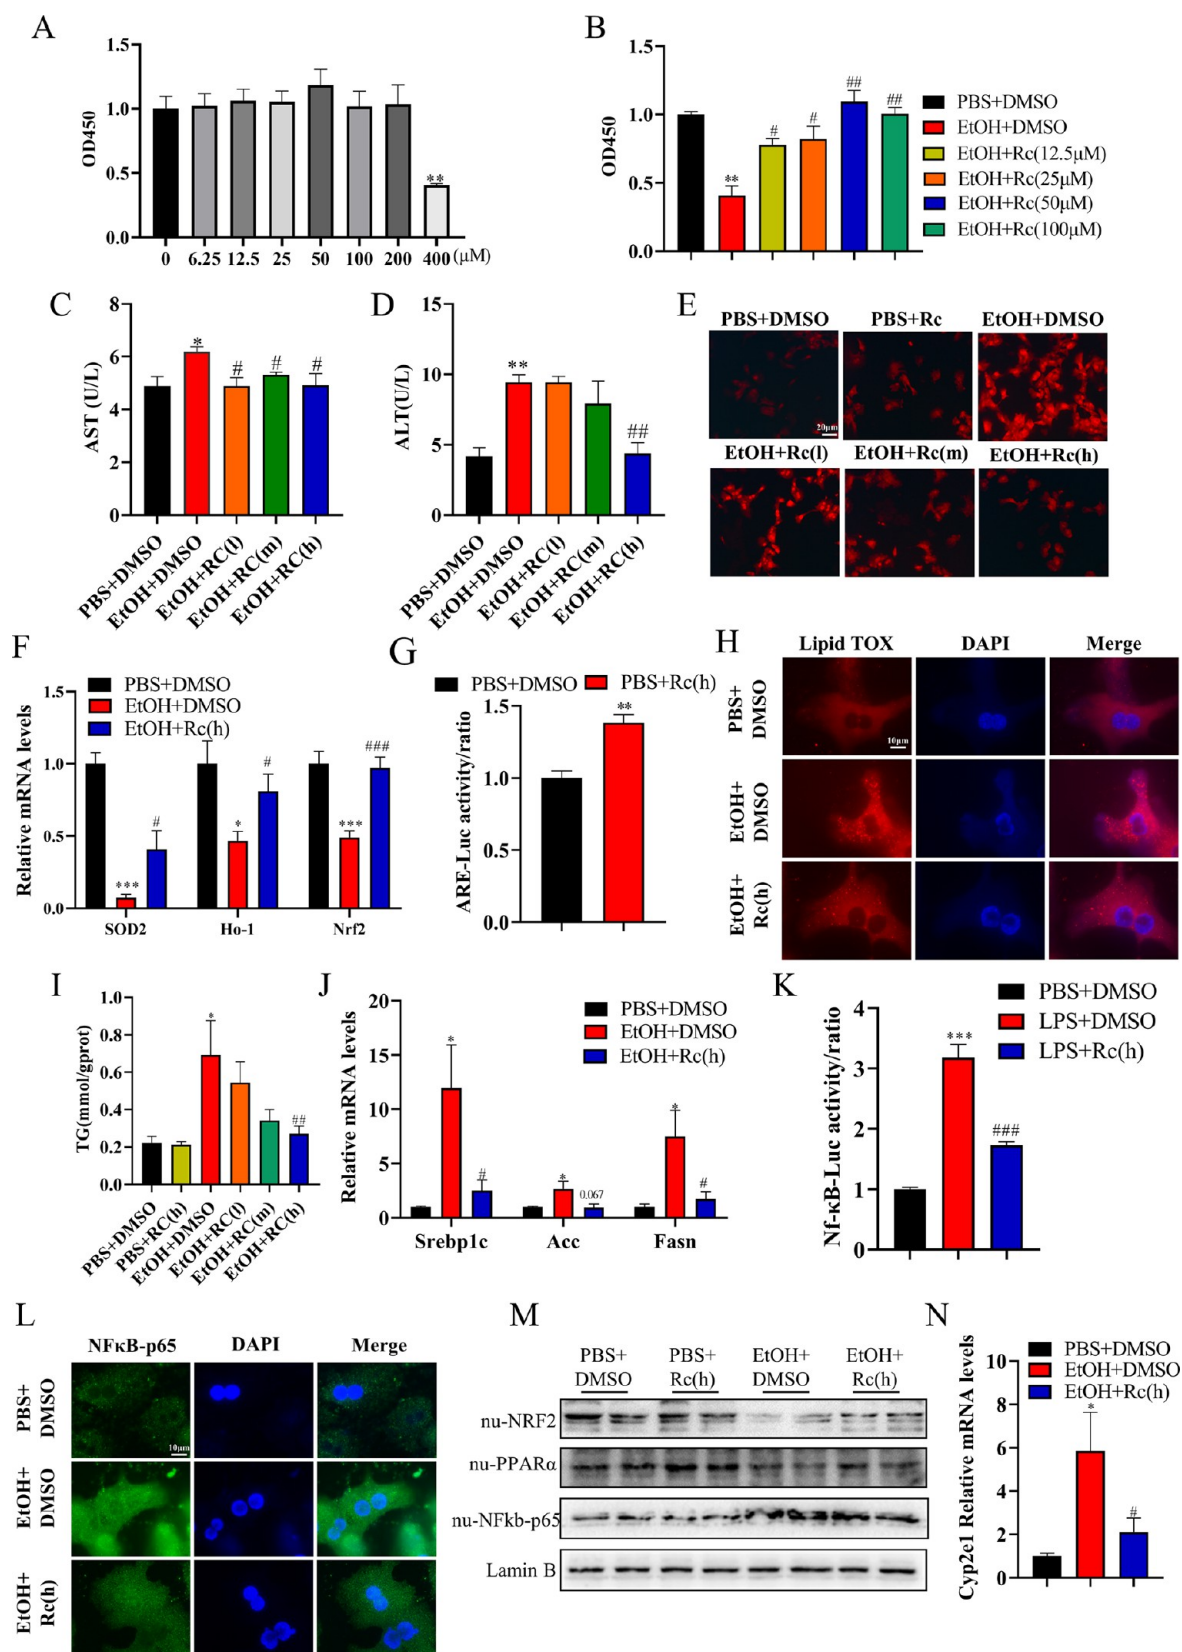 A
OD450
1.5
1.0
0.5
0.0
**
0 6.25 12.5 25 50 100 200 400 (μM)
B
OD450
1.5
1.0
0.5
0.0
** # # ## ##
PBS+DMSO
EtOH+DMSO
EtOH+Rc(12.5μM)
EtOH+Rc(25μM)
EtOH+Rc(50μM)
EtOH+Rc(100μM)
C
AST (U/L)
8
6
4
2
0
* # # #
PBS+DMSO
EtOH+DMSO
EtOH+RC(l)
EtOH+RC(m)
EtOH+RC(h)
D
ALT(U/L)
15
10
5
0
** ##
PBS+DMSO
EtOH+DMSO
EtOH+RC(l)
EtOH+RC(m)
EtOH+RC(h)
E
PBS+DMSO PBS+Rc EtOH+DMSO
20μm
EtOH+Rc(l) EtOH+Rc(m) EtOH+Rc(h)
F
Relative mRNA levels
1.5
1.0
0.5
0.0
PBS+DMSO
EtOH+DMSO
EtOH+Rc(h)
*** # * # *** ###
SOD2 Ho-1 Nrf2
G
PBS+DMSO PBS+Rc(h)
ARE-Luc activity/ratio
1.5
1.0
0.5
0.0
**
H
Lipid TOX DAPI Merge
PBS+
DMSO
10μm
EtOH+
DMSO
EtOH+
Rc(h)
I
TG(mmol/gprot)
1.0
0.8
0.6
0.4
0.2
0.0
* ##
PBS+DMSO
PBS+RC(h)
EtOH+DMSO
EtOH+RC(l)
EtOH+RC(m)
EtOH+RC(h)
J
Relative mRNA levels
20
15
10
5
0
PBS+DMSO
EtOH+DMSO
EtOH+Rc(h)
* # * 0.067 * #
Srebp1c Acc Fasn
K
Nf-κB-Luc activity/ratio
4
3
2
1
0
PBS+DMSO
LPS+DMSO
LPS+Rc(h)
*** ###
L
NFκB-p65 DAPI Merge
PBS+
DMSO
10μm
EtOH+
DMSO
EtOH+
Rc(h)
M
PBS+ PBS+ EtOH+ EtOH+
DMSO Rc(h) DMSO Rc(h)
nu-NRF2
nu-PPARα
nu-NFkb-p65
Lamin B
N
Cyp2e1 Relative mRNA levels
10
8
6
4
2
0
PBS+DMSO
EtOH+DMSO
EtOH+Rc(h)
* #